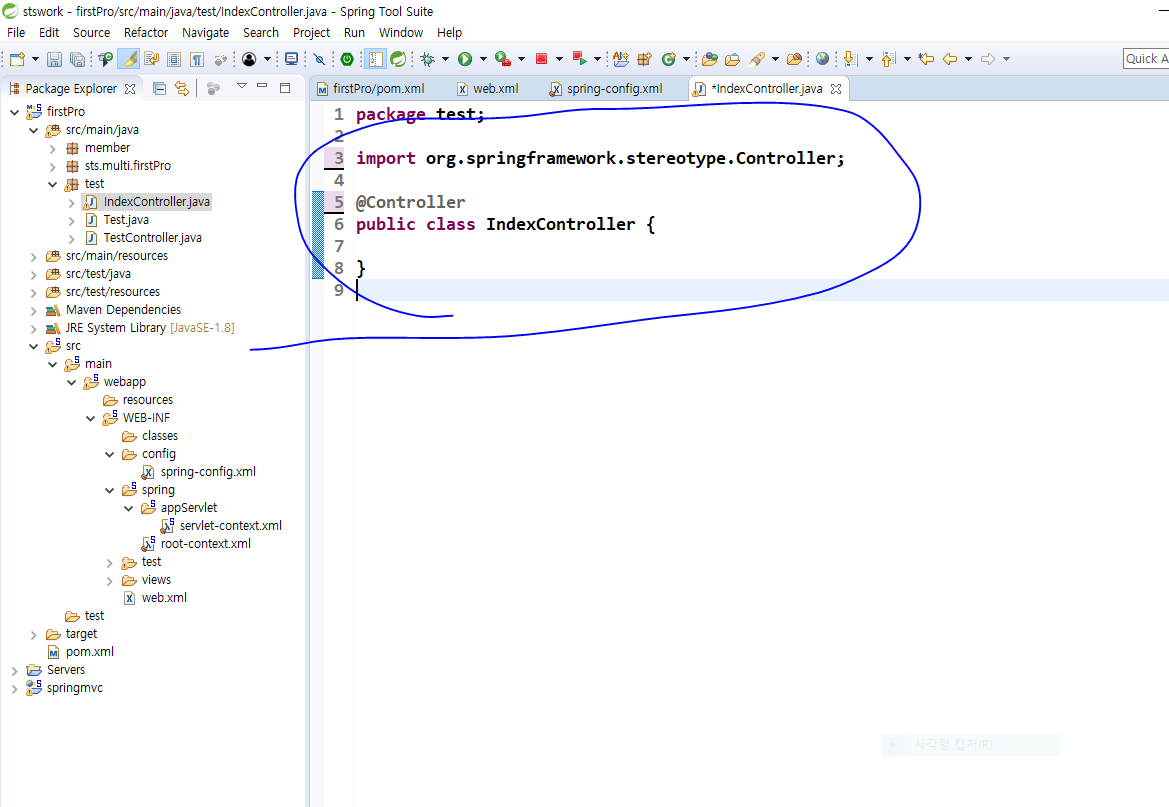 stswork - firstPro/src/main/java/test/IndexController.java - Spring Tool Suite
File Edit Source Refactor Navigate Search Project Run Window Help
Quick A
Package Explorer
firstPro/pom.xml web.xml spring-config.xml *IndexController.java
firstPro
src/main/java
member
sts.multi.firstPro
test
IndexController.java
Test.java
TestController.java
src/main/resources
src/test/java
src/test/resources
Maven Dependencies
JRE System Library [JavaSE-1.8]
src
main
webapp
resources
WEB-INF
classes
config
spring-config.xml
spring
appServlet
servlet-context.xml
root-context.xml
test
views
web.xml
test
target
pom.xml
Servers
springmvc
1 package test;
2
3 import org.springframework.stereotype.Controller;
4
5 @Controller
6 public class IndexController {
7
8 }
9
사각형 캡처(R)